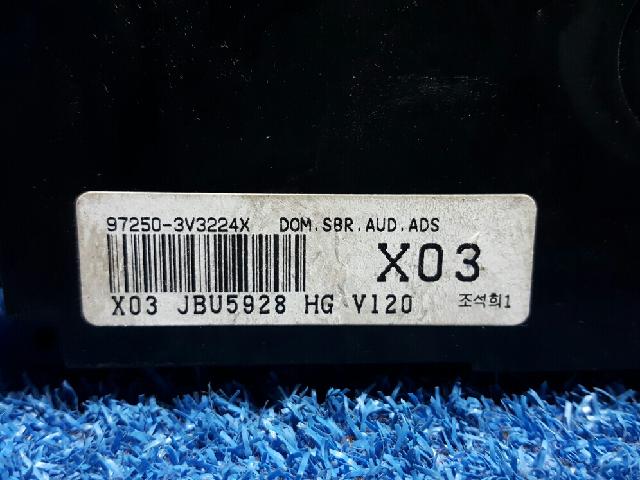 97250-3V3224X DOM.SBR.AUD.ADS
X03
X03 JBU5928 HG V120 조석희1